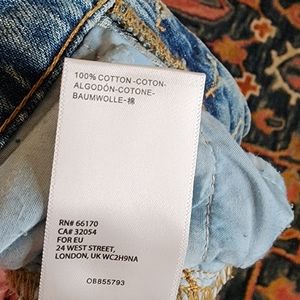 100% COTTON-COTON-
ALGODÓN-COTONE-
BAUMWOLLE-棉
RN# 66170
CA# 32054
FOR EU
24 WEST STREET,
LONDON, UK WC2H9NA
OB855793